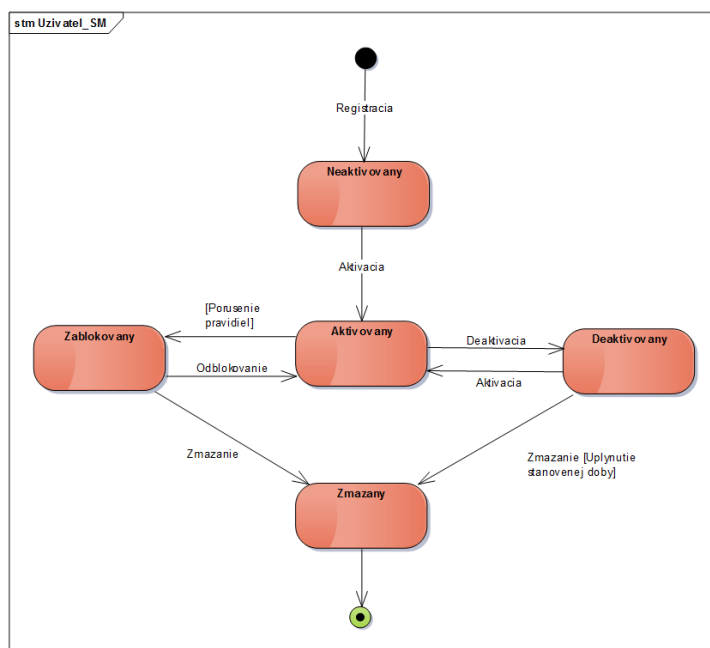 stm Uzivatel_SM
Registracia
Neaktivovany
Aktivacia
[Porusenie
pravidiel]
Zablokovany
Aktivovany
Deaktivacia
Deaktivovany
Odblokovanie
Aktivacia
Zmazanie
Zmazanie [Uplynutie
stanovenej doby]
Zmazany